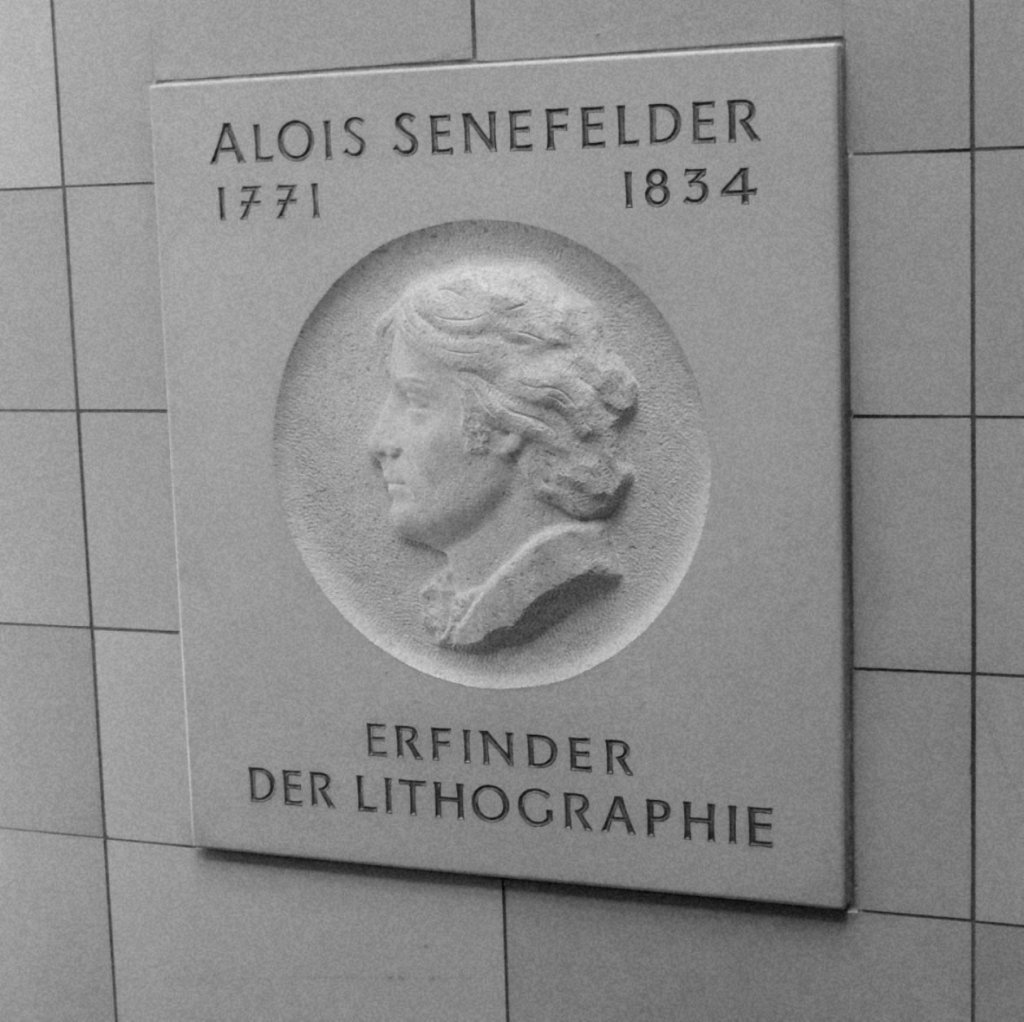 ALOIS SENEFELDER
1771 1834
ERFINDER
DER LITHOGRAPHIE